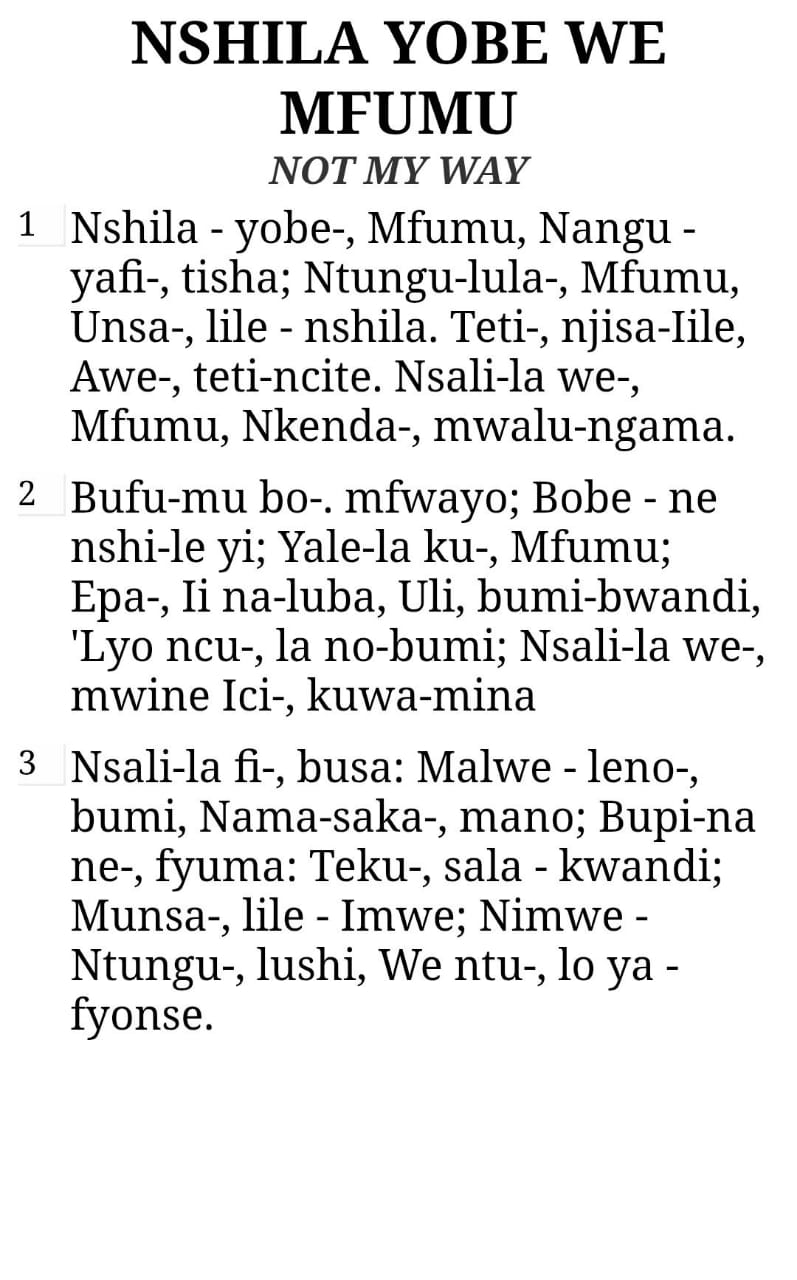 NSHILA YOBE WE
MFUMU
NOT MY WAY
1 Nshila - yobe-, Mfumu, Nangu -
yafi-, tisha; Ntungu-lula-, Mfumu,
Unsa-, lile - nshila. Teti-, njisa-Iile,
Awe-, teti-ncite. Nsali-la we-,
Mfumu, Nkenda-, mwalu-ngama.
2 Bufu-mu bo-. mfwayo; Bobe - ne
nshi-le yi; Yale-la ku-, Mfumu;
Epa-, Ii na-luba, Uli, bumi-bwandi,
'Lyo ncu-, la no-bumi; Nsali-la we-,
mwine Ici-, kuwa-mina
3 Nsali-la fi-, busa: Malwe - leno-,
bumi, Nama-saka-, mano; Bupi-na
ne-, fyuma: Teku-, sala - kwandi;
Munsa-, lile - Imwe; Nimwe -
Ntungu-, lushi, We ntu-, lo ya -
fyonse.